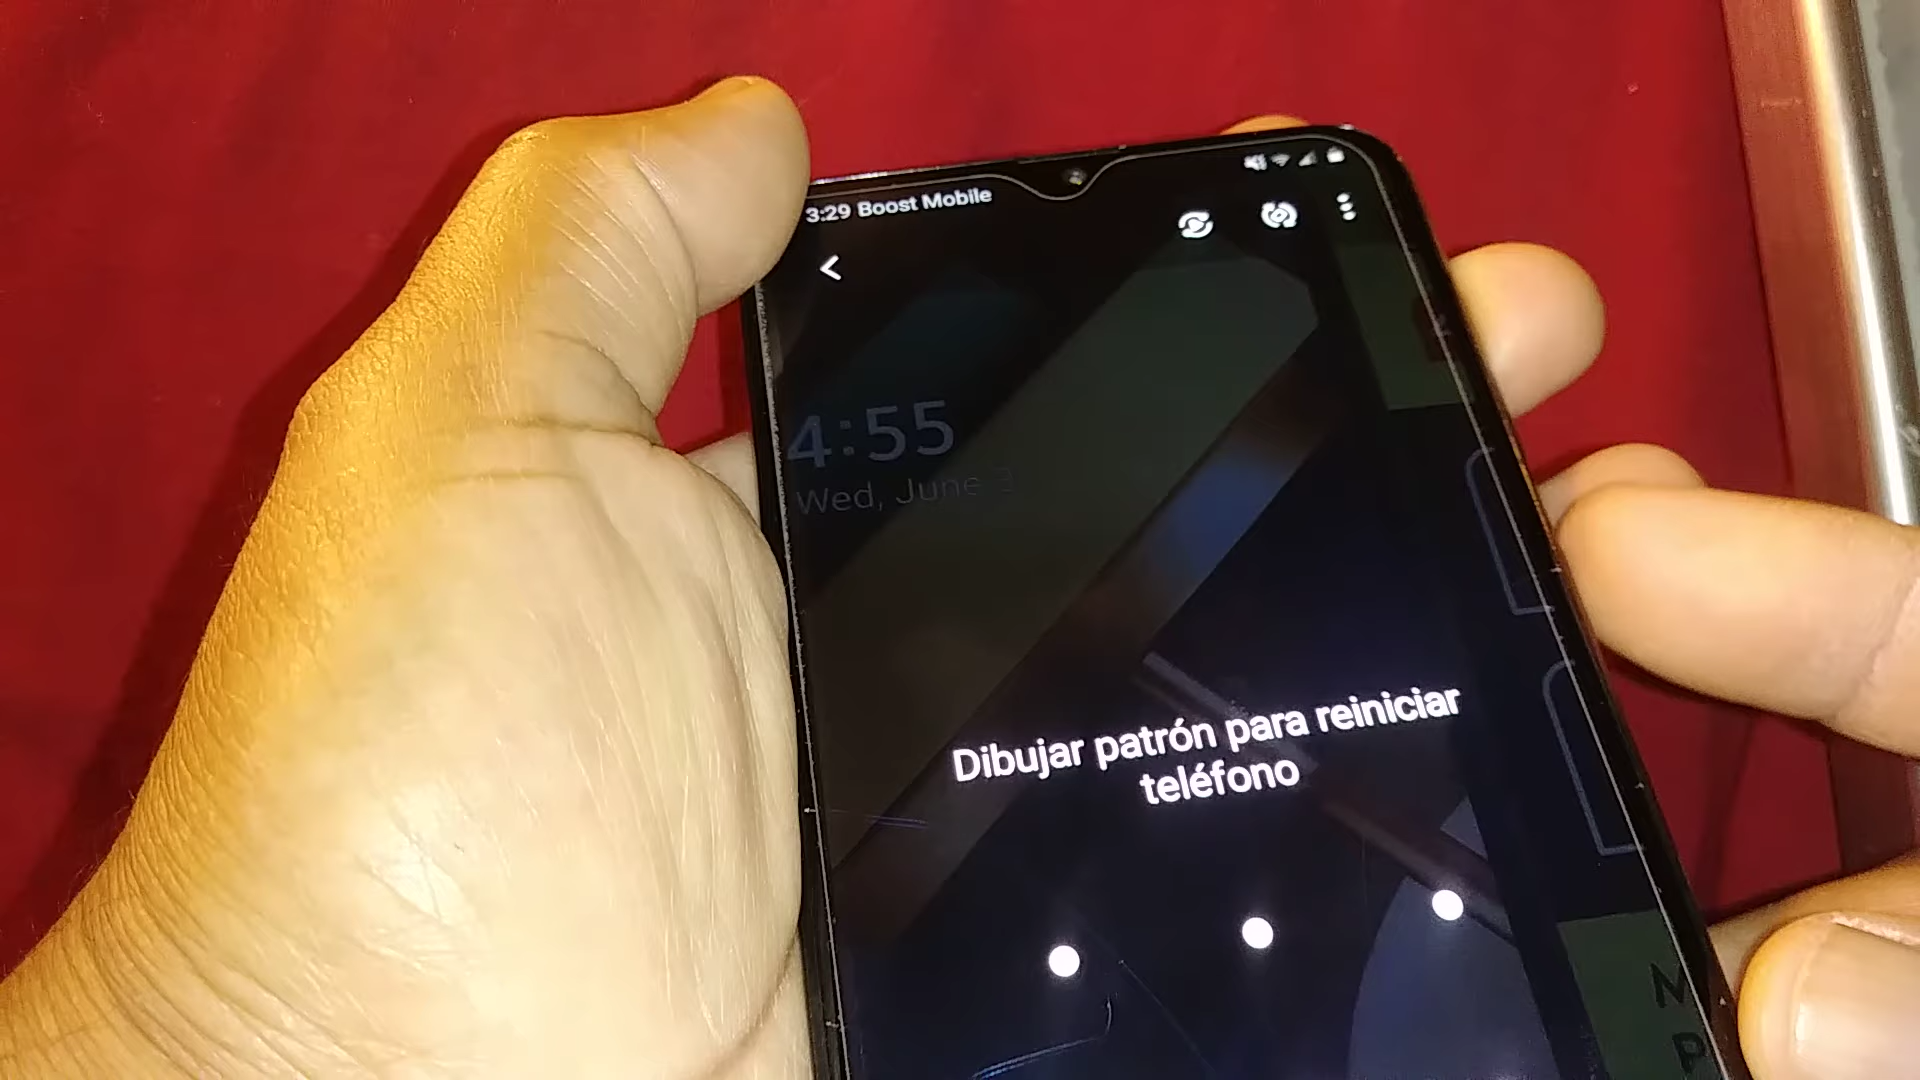 3:29 Boost Mobile
4:55
Wed, June
Dibujar patrón para reiniciar
teléfono
M
P